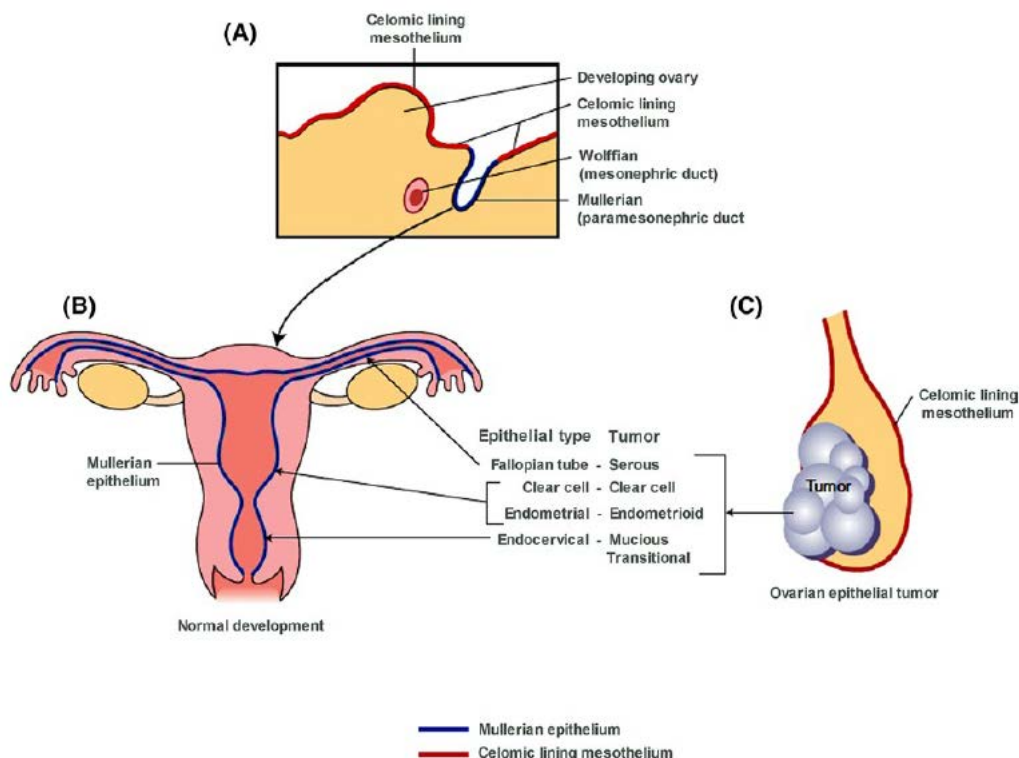 (A)
Celomic lining
mesothelium
Developing ovary
Celomic lining
mesothelium
Wolffian
(mesonephric duct)
Mullerian
(paramesonephric duct
(B)
(C)
Celomic lining
mesothelium
Epithelial type Tumor
Mullerian
epithelium
Fallopian tube - Serous
Clear cell - Clear cell
Endometrial - Endometrioid
Endocervical - Mucious
Transitional
Tumor
Ovarian epithelial tumor
Normal development
Mullerian epithelium
Celomic lining mesothelium